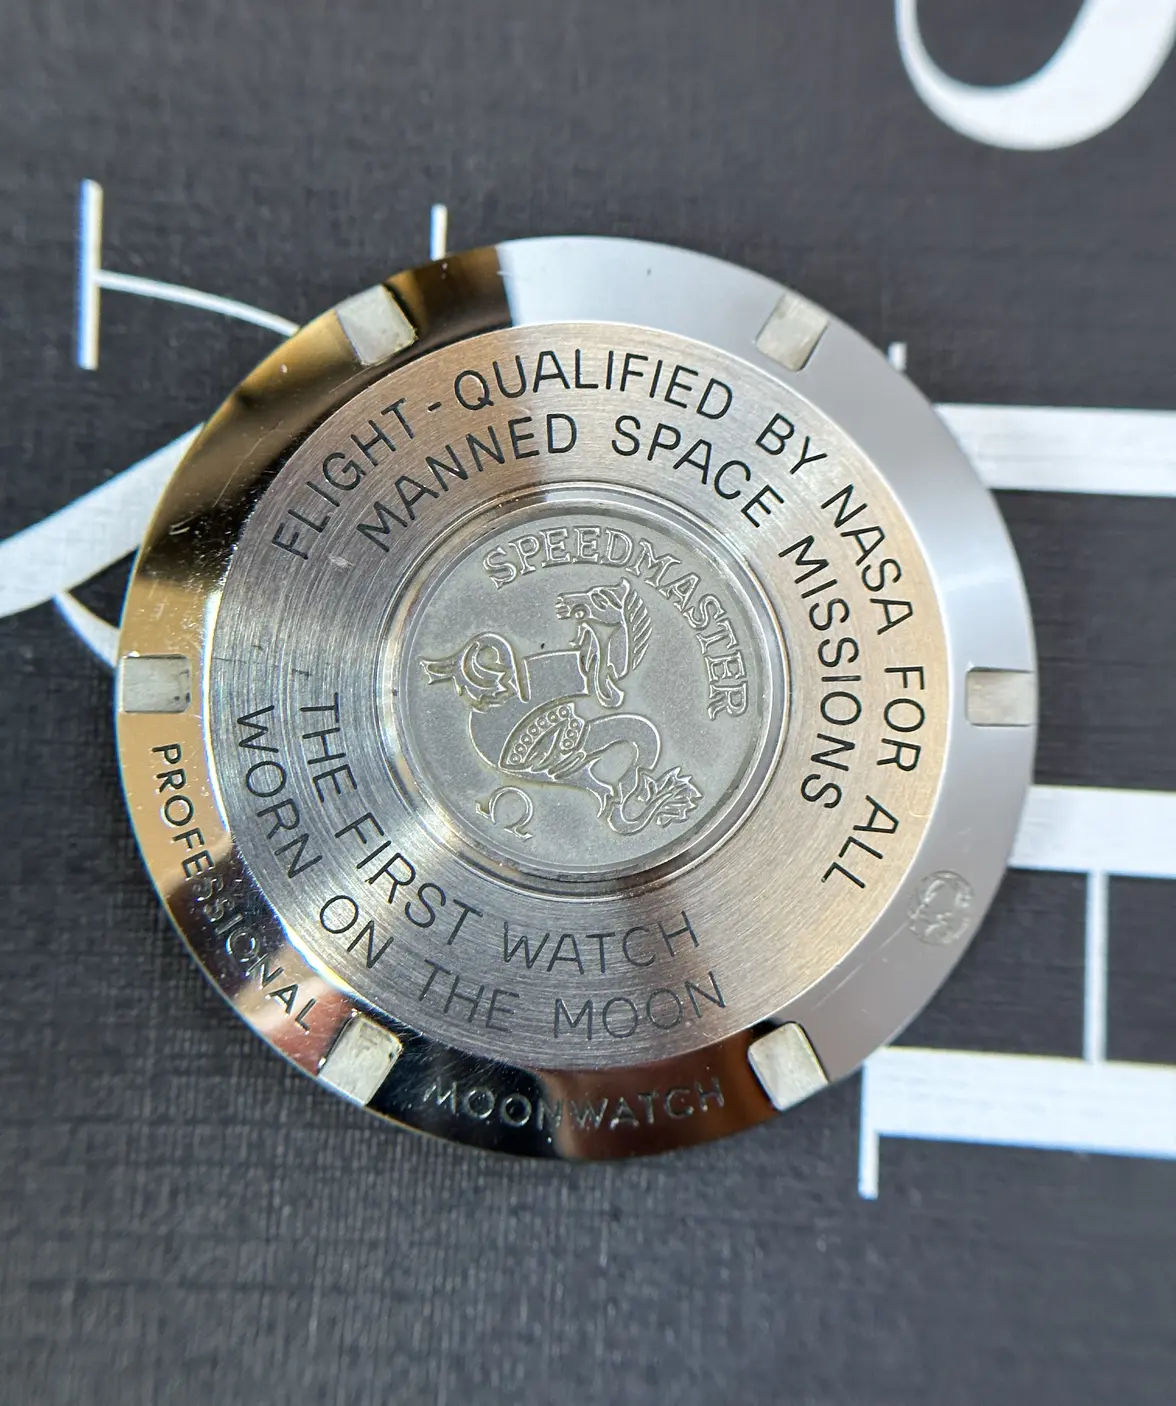 FLIGHT-QUALIFIED BY NASA FOR ALL
MANNED SPACE MISSIONS
SPEEDMASTER
Ω
THE FIRST WATCH
WORN ON THE MOON
PROFESSIONAL
MOONWATCH